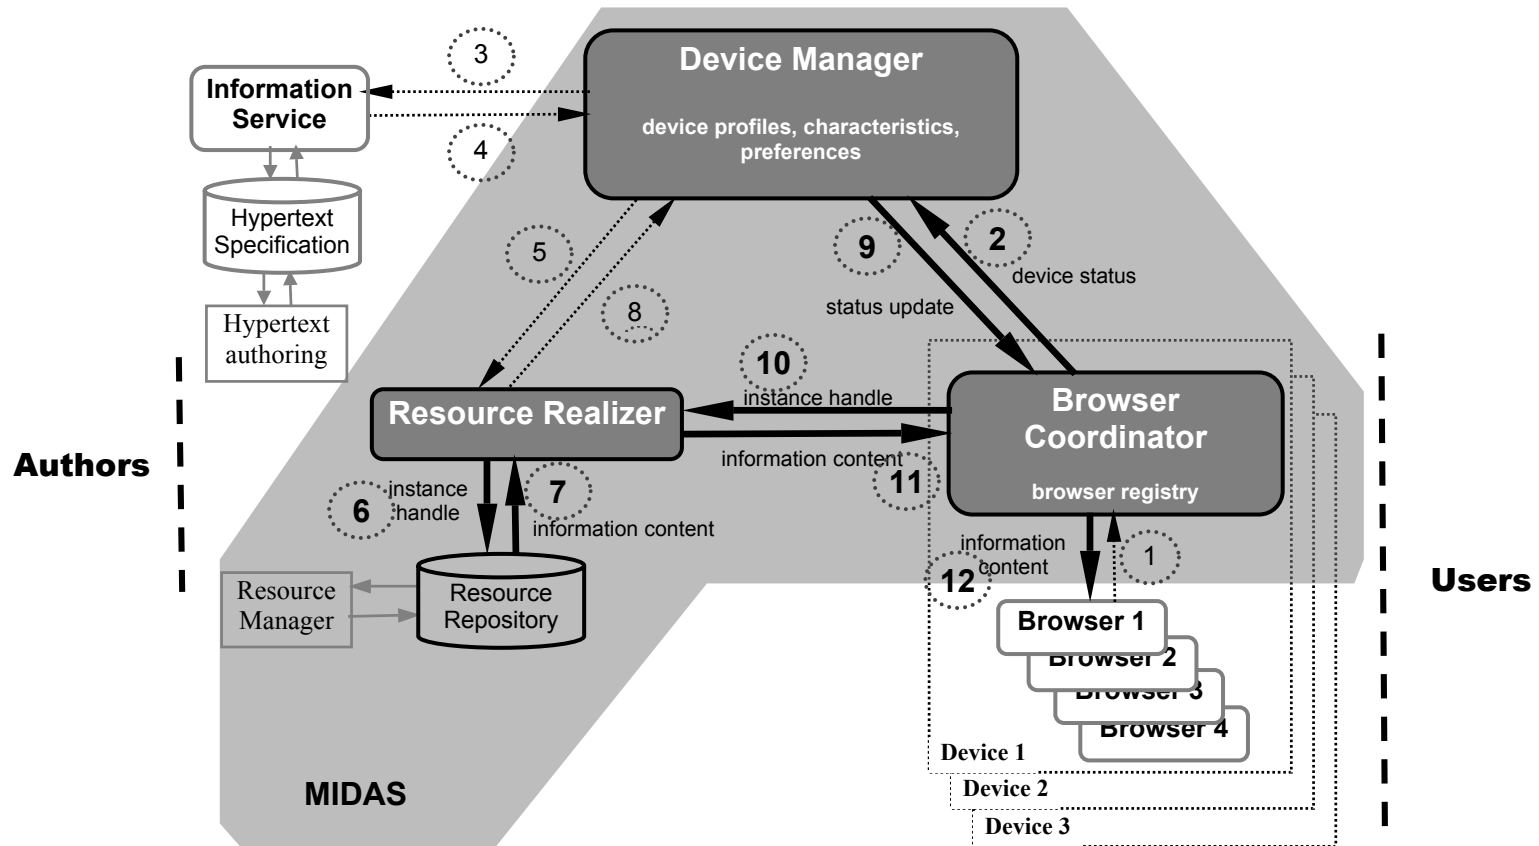 3
Device Manager
Information
Service
device profiles, characteristics,
preferences
4
Hypertext
Specification
5
9
2
device status
8
status update
Hypertext
authoring
10
instance handle
Resource Realizer
Browser
Coordinator
Authors
information content
11
browser registry
6
instance
handle
7
information content
information
content
1
12
Users
Resource
Manager
Resource
Repository
Browser 1
Browser 2
Browser 3
Browser 4
Device 1
MIDAS
Device 2
Device 3